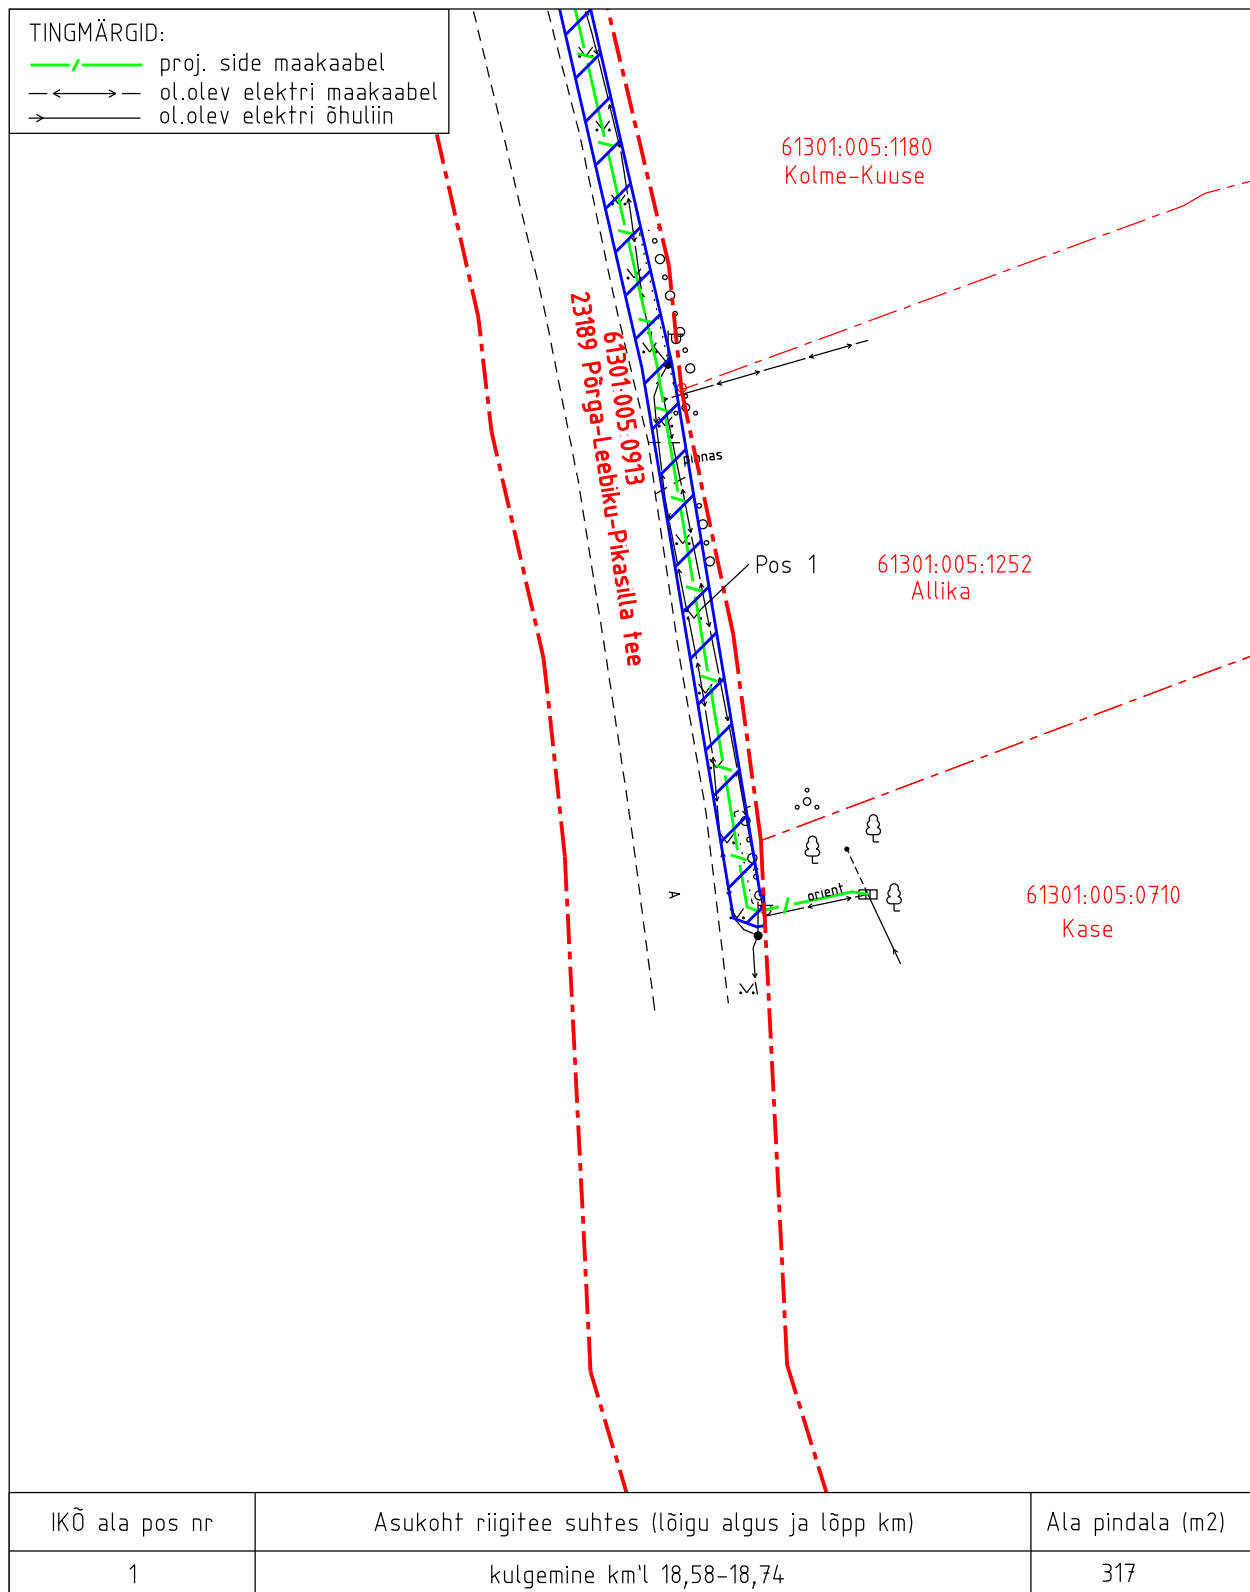 TINGMÄRGID:
proj. side maakaabel
ol.olev elektri maakaabel
ol.olev elektri õhuliin
61301:005:1180
Kolme-Kuuse
61301:005:0913
23189 Põrga-Leebiku-Pikasilla tee
pinnas
Pos 1
61301:005:1252
Allika
A
orient
61301:005:0710
Kase
IKÕ ala pos nr
Asukoht riigitee suhtes (lõigu algus ja lõpp km)
Ala pindala (m2)
1
kulgemine km'l 18,58-18,74
317